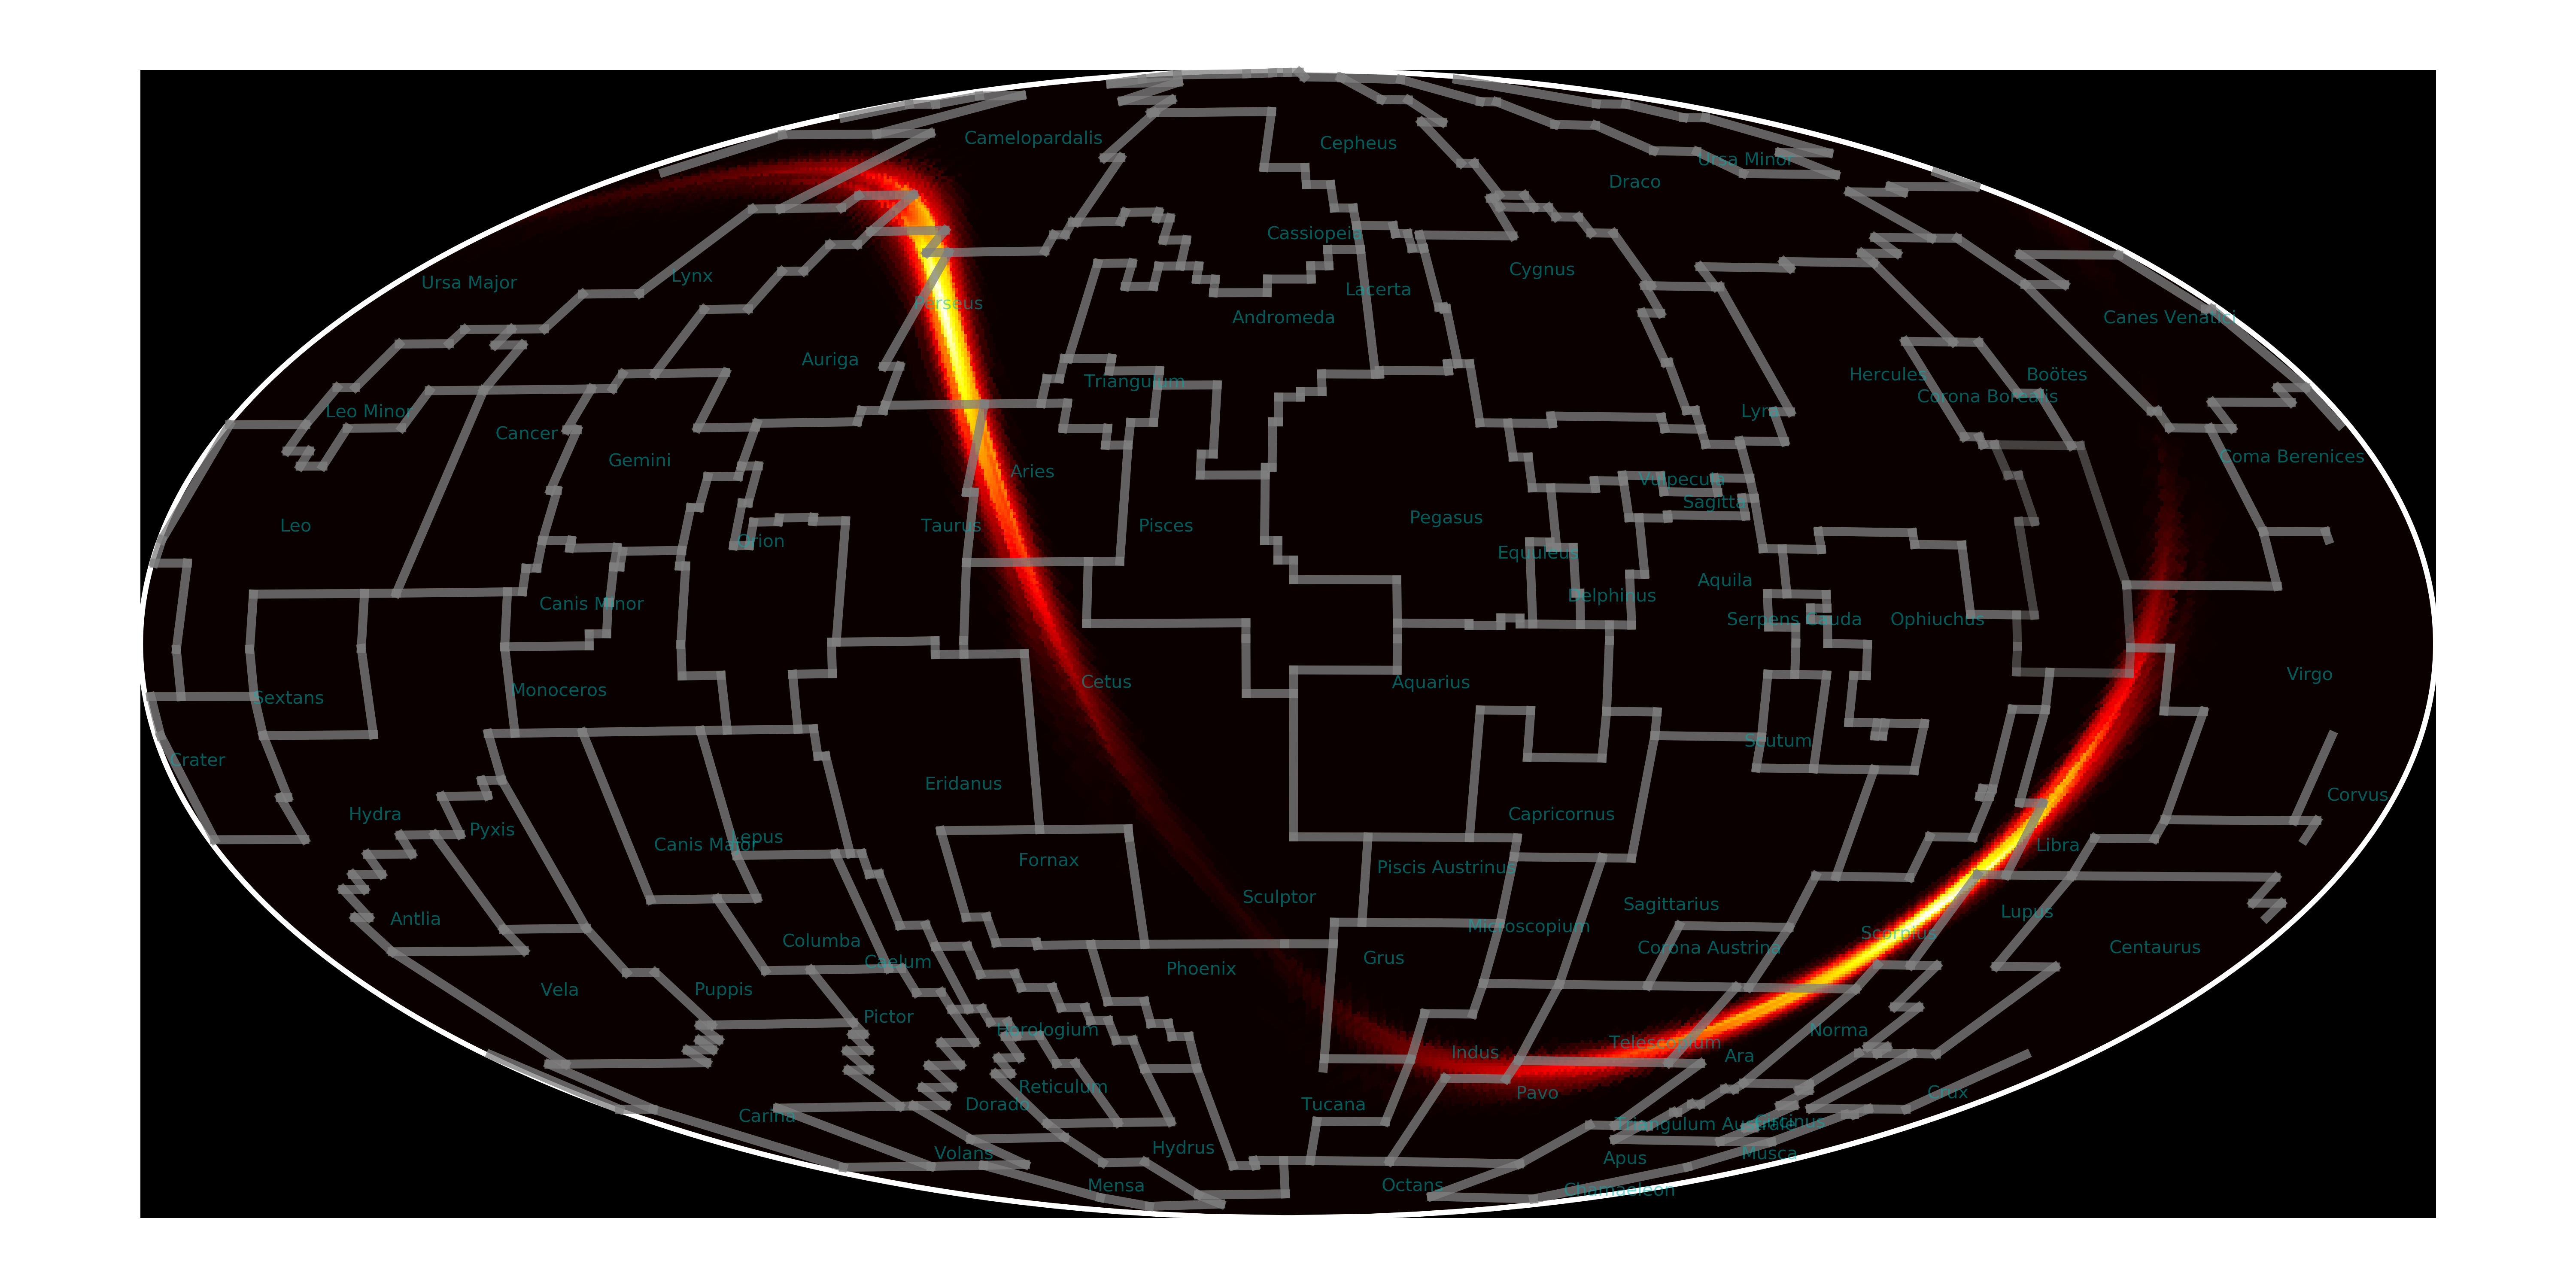 Camelopardalis
Cepheus
Ursa Minor
Draco
Cassiopeia
Cygnus
Ursa Major
Lynx
Lacerta
Perseus
Andromeda
Canes Venatici
Auriga
Hercules
Boötes
Triangulum
Corona Borealis
Leo Minor
Lyra
Cancer
Coma Berenices
Gemini
Aries
Vulpecula
Sagitta
Pegasus
Leo
Taurus
Pisces
Orion
Equuleus
Aquila
Delphinus
Canis Minor
Serpens Cauda
Ophiuchus
Virgo
Cetus
Aquarius
Monoceros
Sextans
Scutum
Crater
Eridanus
Corvus
Hydra
Capricornus
Pyxis
Lepus
Canis Major
Libra
Fornax
Piscis Austrinus
Sculptor
Sagittarius
Lupus
Antlia
Microscopium
Scorpius
Columba
Corona Austrina
Centaurus
Grus
Caelum
Phoenix
Vela
Puppis
Pictor
Horologium
Norma
Telescopium
Indus
Ara
Reticulum
Pavo
Crux
Dorado
Tucana
Carina
Circinus
Triangulum Australe
Hydrus
Volans
Musca
Apus
Mensa
Octans
Chamaeleon